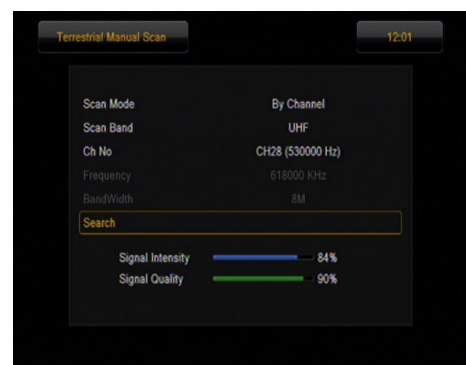 Terrestrial Manual Scan 12:01
Scan Mode By Channel
Scan Band UHF
Ch No CH28 (530000 Hz)
Frequency 618000 KHz
BandWidth 8M
Search
Signal Intensity 84%
Signal Quality 90%